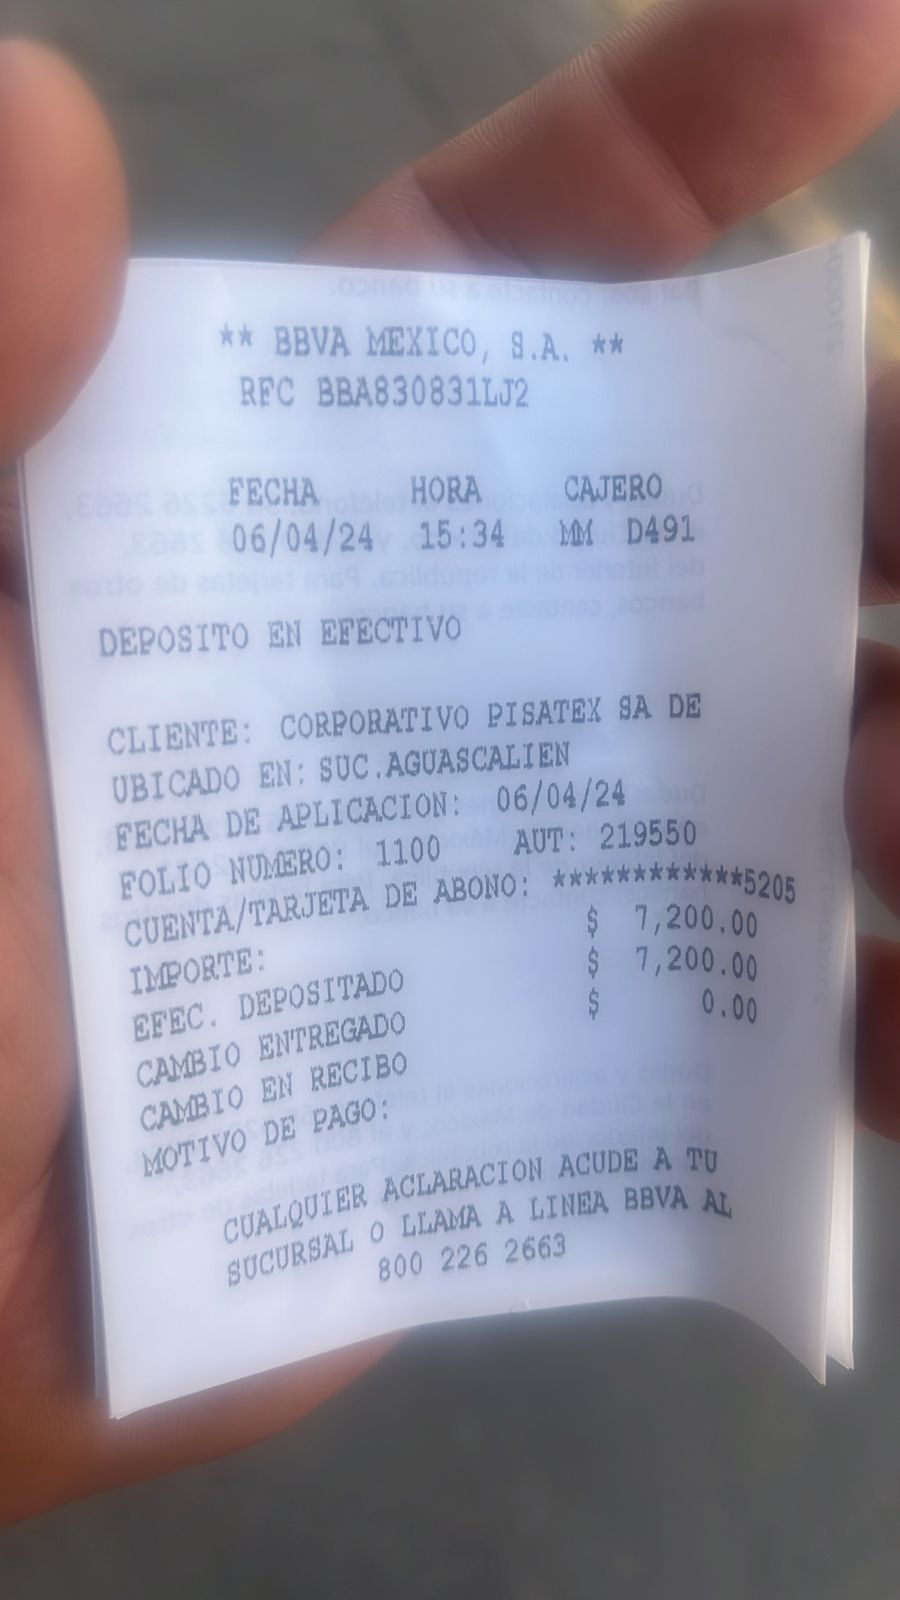 ** BBVA MEXICO, S.A. **
RFC BBA830831LJ2
FECHA HORA CAJERO
06/04/24 15:34 MM D491
DEPOSITO EN EFECTIVO
CLIENTE: CORPORATIVO PISATEX SA DE
UBICADO EN: SUC.AGUASCALIEN
FECHA DE APLICACION: 06/04/24
FOLIO NUMERO: 1100 AUT: 219550
CUENTA/TARJETA DE ABONO: ************5205
IMPORTE: $ 7,200.00
EFEC. DEPOSITADO $ 7,200.00
CAMBIO ENTREGADO $ 0.00
CAMBIO EN RECIBO
MOTIVO DE PAGO:
CUALQUIER ACLARACION ACUDE A TU
SUCURSAL O LLAMA A LINEA BBVA AL
800 226 2663